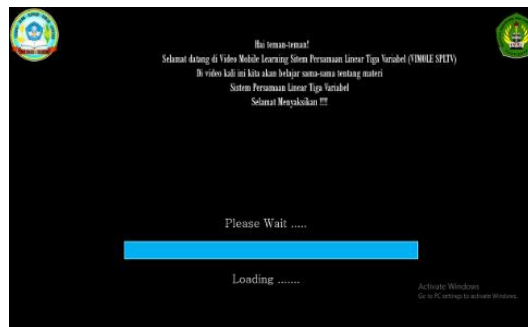 Hai teman-teman!
Selamat datang di Video Mobile Learning Sitem Persamaan Linear Tiga Variabel (VIMOLE SPLTV)
Di video kali ini kita akan belajar sama-sama tentang materi
Sistem Persamaan Linear Tiga Variabel
Selamat Menyaksikan !!!!
Please Wait .....
Loading .......
Activate Windows
Go to PC settings to activate Windows.